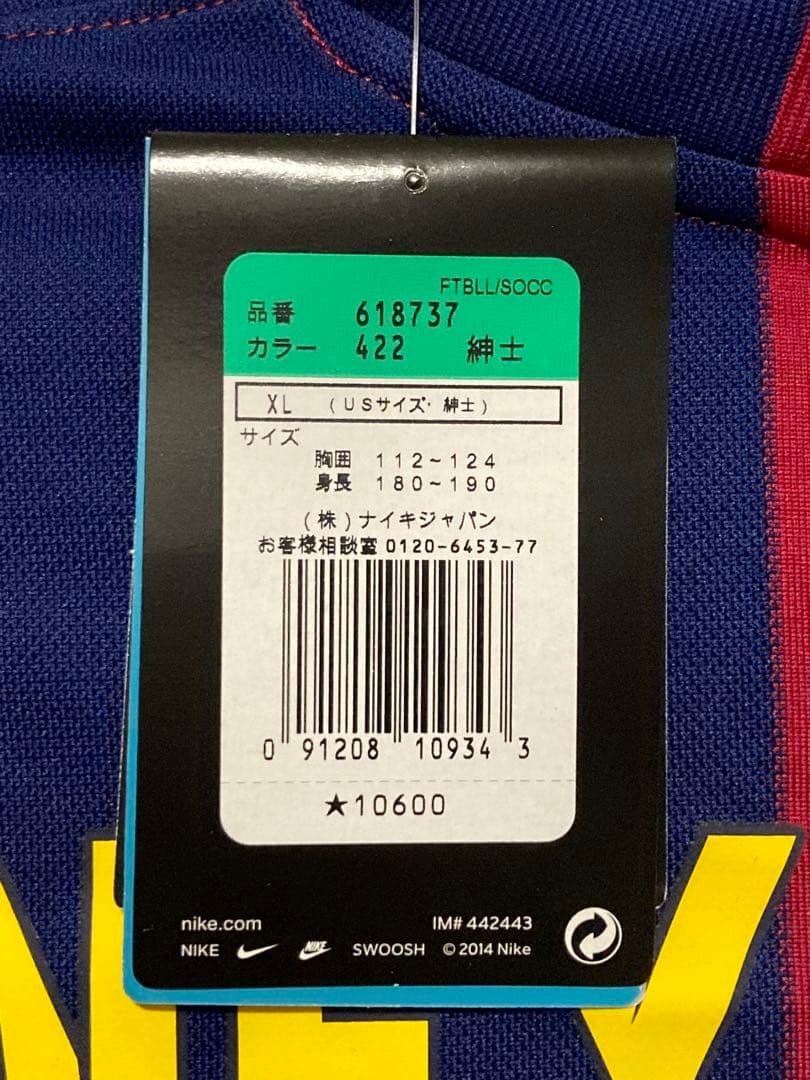 FTBLL/SOCC
品番 618737
カラー 422 紳士
XL (USサイズ・紳士)
サイズ
胸囲 112~124
身長 180~190
(株)ナイキジャパン
お客様相談室 0120-6453-77
0 91208 10934 3
★10600
nike.com IM# 442443
NIKE NIKE SWOOSH © 2014 Nike